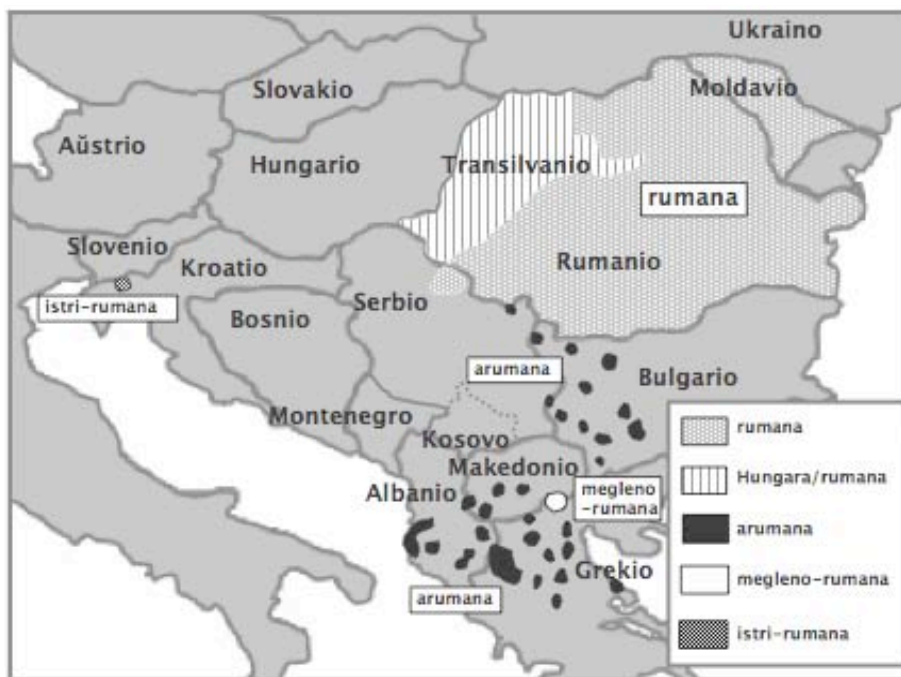 Ukraino
Slovakio
Moldavio
Aŭstrio
Hungario
Transilvanio
rumana
Slovenio
Kroatio
Rumanio
istri-rumana
Bosnio
Serbio
arumana
Bulgario
Montenegro
Kosovo
Makedonio
Albanio
megleno
-rumana
Grekio
arumana
rumana
Hungara/rumana
arumana
megleno-rumana
istri-rumana